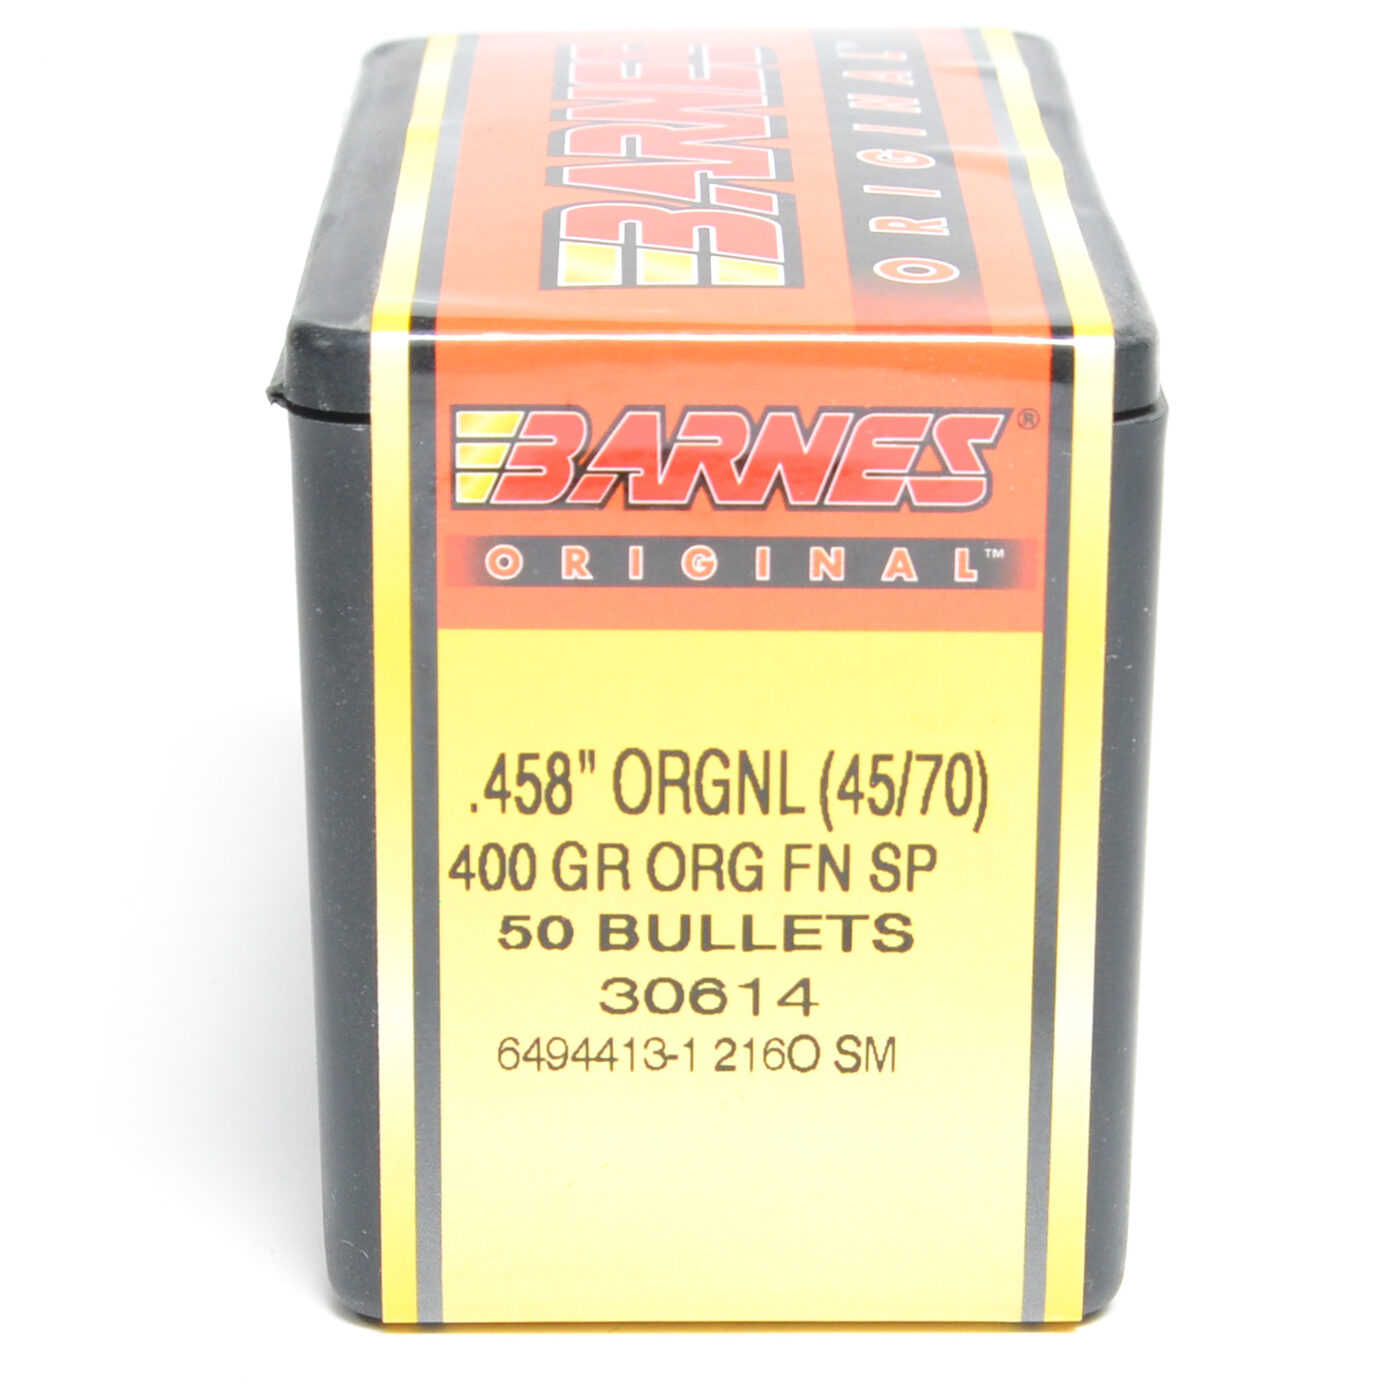 BARNES
ORIGINAL™
BARNES®
ORIGINAL™
.458" ORGNL (45/70)
400 GR ORG FN SP
50 BULLETS
30614
6494413-1 216O SM